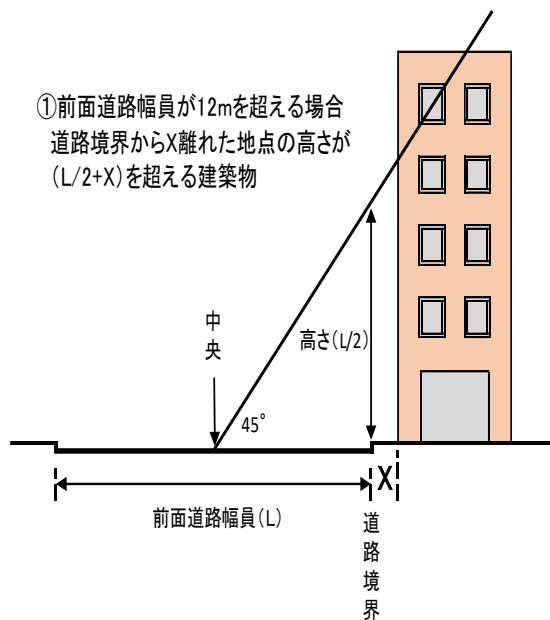 ①前面道路幅員が12mを超える場合
道路境界からX離れた地点の高さが
(L/2+X)を超える建築物
中央
高さ(L/2)
45°
X
前面道路幅員(L)
道路境界